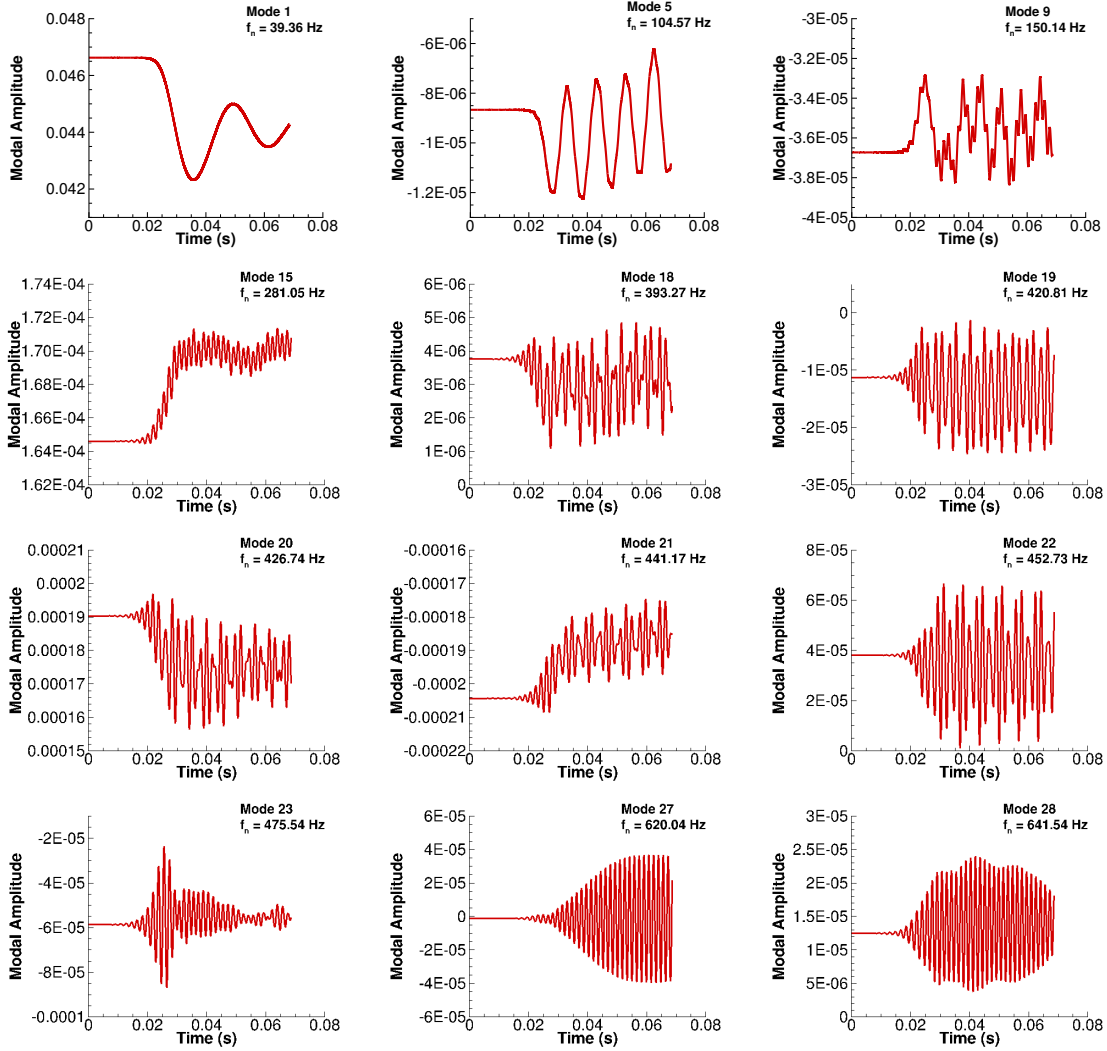 Mode 1
f_n = 39.36 Hz
0.048
0.046
0.044
0.042
Modal Amplitude
0 0.02 0.04 0.06 0.08
Time (s)
Mode 5
f_n = 104.57 Hz
-6E-06
-8E-06
-1E-05
-1.2E-05
Modal Amplitude
0 0.02 0.04 0.06 0.08
Time (s)
Mode 9
f_n = 150.14 Hz
-3E-05
-3.2E-05
-3.4E-05
-3.6E-05
-3.8E-05
-4E-05
Modal Amplitude
0 0.02 0.04 0.06 0.08
Time (s)
Mode 15
f_n = 281.05 Hz
1.74E-04
1.72E-04
1.70E-04
1.68E-04
1.66E-04
1.64E-04
1.62E-04
Modal Amplitude
0 0.02 0.04 0.06 0.08
Time (s)
Mode 18
f_n = 393.27 Hz
6E-06
5E-06
4E-06
3E-06
2E-06
1E-06
0
Modal Amplitude
0 0.02 0.04 0.06 0.08
Time (s)
Mode 19
f_n = 420.81 Hz
0
-1E-05
-2E-05
-3E-05
Modal Amplitude
0 0.02 0.04 0.06 0.08
Time (s)
Mode 20
f_n = 426.74 Hz
0.00021
0.0002
0.00019
0.00018
0.00017
0.00016
0.00015
Modal Amplitude
0 0.02 0.04 0.06 0.08
Time (s)
Mode 21
f_n = 441.17 Hz
-0.00016
-0.00017
-0.00018
-0.00019
-0.0002
-0.00021
-0.00022
Modal Amplitude
0 0.02 0.04 0.06 0.08
Time (s)
Mode 22
f_n = 452.73 Hz
8E-05
6E-05
4E-05
2E-05
0
Modal Amplitude
0 0.02 0.04 0.06 0.08
Time (s)
Mode 23
f_n = 475.54 Hz
-2E-05
-4E-05
-6E-05
-8E-05
-0.0001
Modal Amplitude
0 0.02 0.04 0.06 0.08
Time (s)
Mode 27
f_n = 620.04 Hz
6E-05
4E-05
2E-05
0
-2E-05
-4E-05
-6E-05
Modal Amplitude
0 0.02 0.04 0.06 0.08
Time (s)
Mode 28
f_n = 641.54 Hz
3E-05
2.5E-05
2E-05
1.5E-05
1E-05
5E-06
0
Modal Amplitude
0 0.02 0.04 0.06 0.08
Time (s)